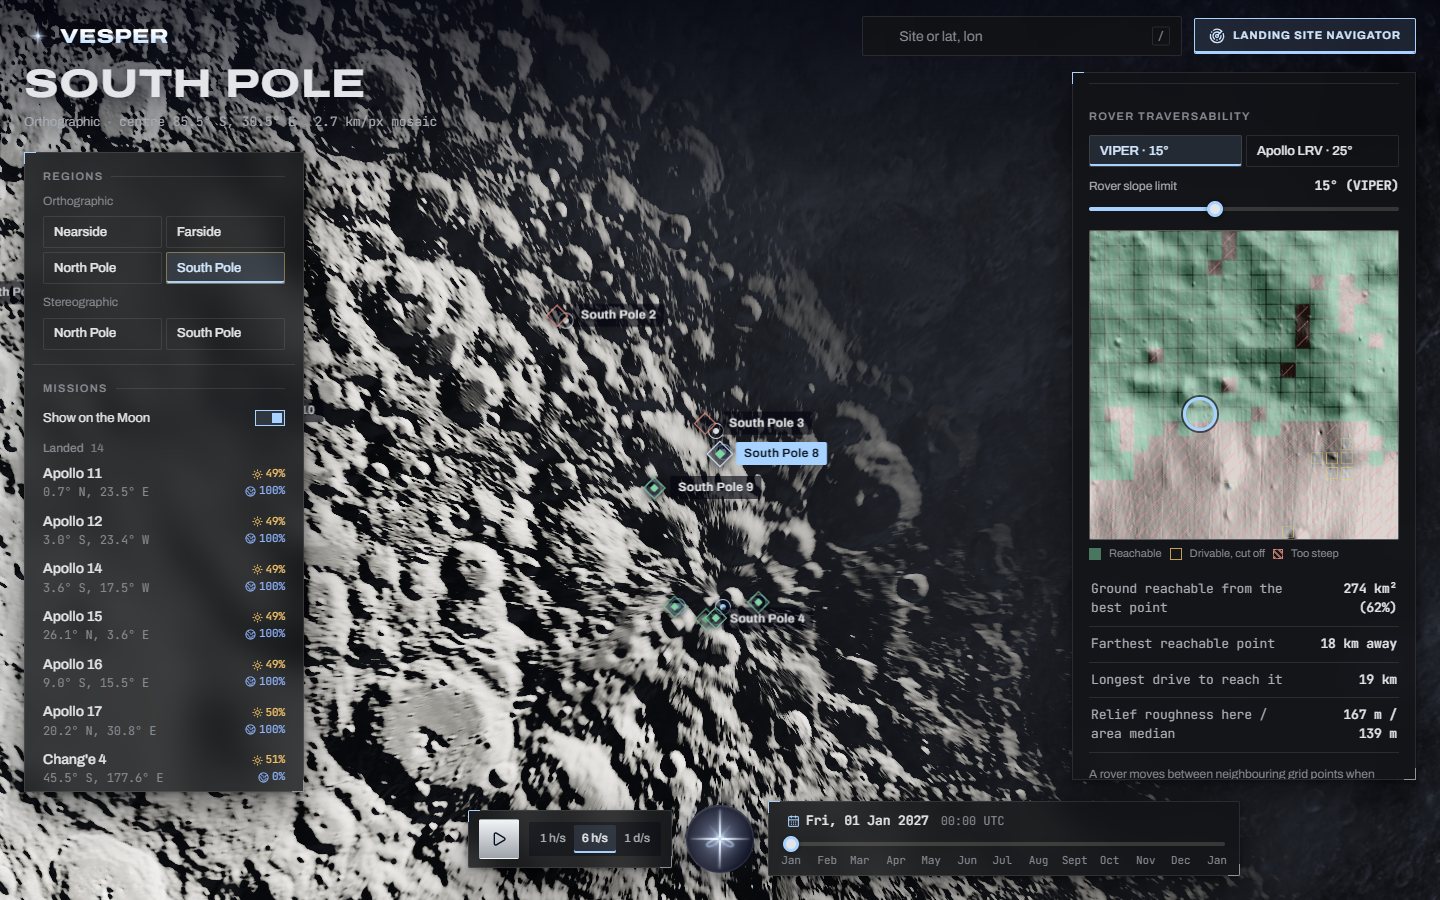 VESPER
Site or lat, lon
/
LANDING SITE NAVIGATOR
SOUTH POLE
Orthographic · centre 85.5° S, 30.5° E · 2.7 km/px mosaic
REGIONS
Orthographic
Nearside
Farside
North Pole
South Pole
Stereographic
North Pole
South Pole
MISSIONS
Show on the Moon
Landed 14
Apollo 11
49%
0.7° N, 23.5° E
100%
Apollo 12
49%
3.0° S, 23.4° W
100%
Apollo 14
49%
3.6° S, 17.5° W
100%
Apollo 15
49%
26.1° N, 3.6° E
100%
Apollo 16
49%
9.0° S, 15.5° E
100%
Apollo 17
50%
20.2° N, 30.8° E
100%
Chang'e 4
51%
45.5° S, 177.6° E
0%
South Pole 2
South Pole 3
South Pole 8
South Pole 9
South Pole 4
10
ROVER TRAVERSABILITY
VIPER · 15°
Apollo LRV · 25°
Rover slope limit
15° (VIPER)
Reachable
Drivable, cut off
Too steep
Ground reachable from the best point
274 km² (62%)
Farthest reachable point
18 km away
Longest drive to reach it
19 km
Relief roughness here / area median
167 m / 139 m
A rover moves between neighbouring grid points when
1 h/s
6 h/s
1 d/s
Fri, 01 Jan 2027
00:00 UTC
Jan Feb Mar Apr May Jun Jul Aug Sept Oct Nov Dec Jan